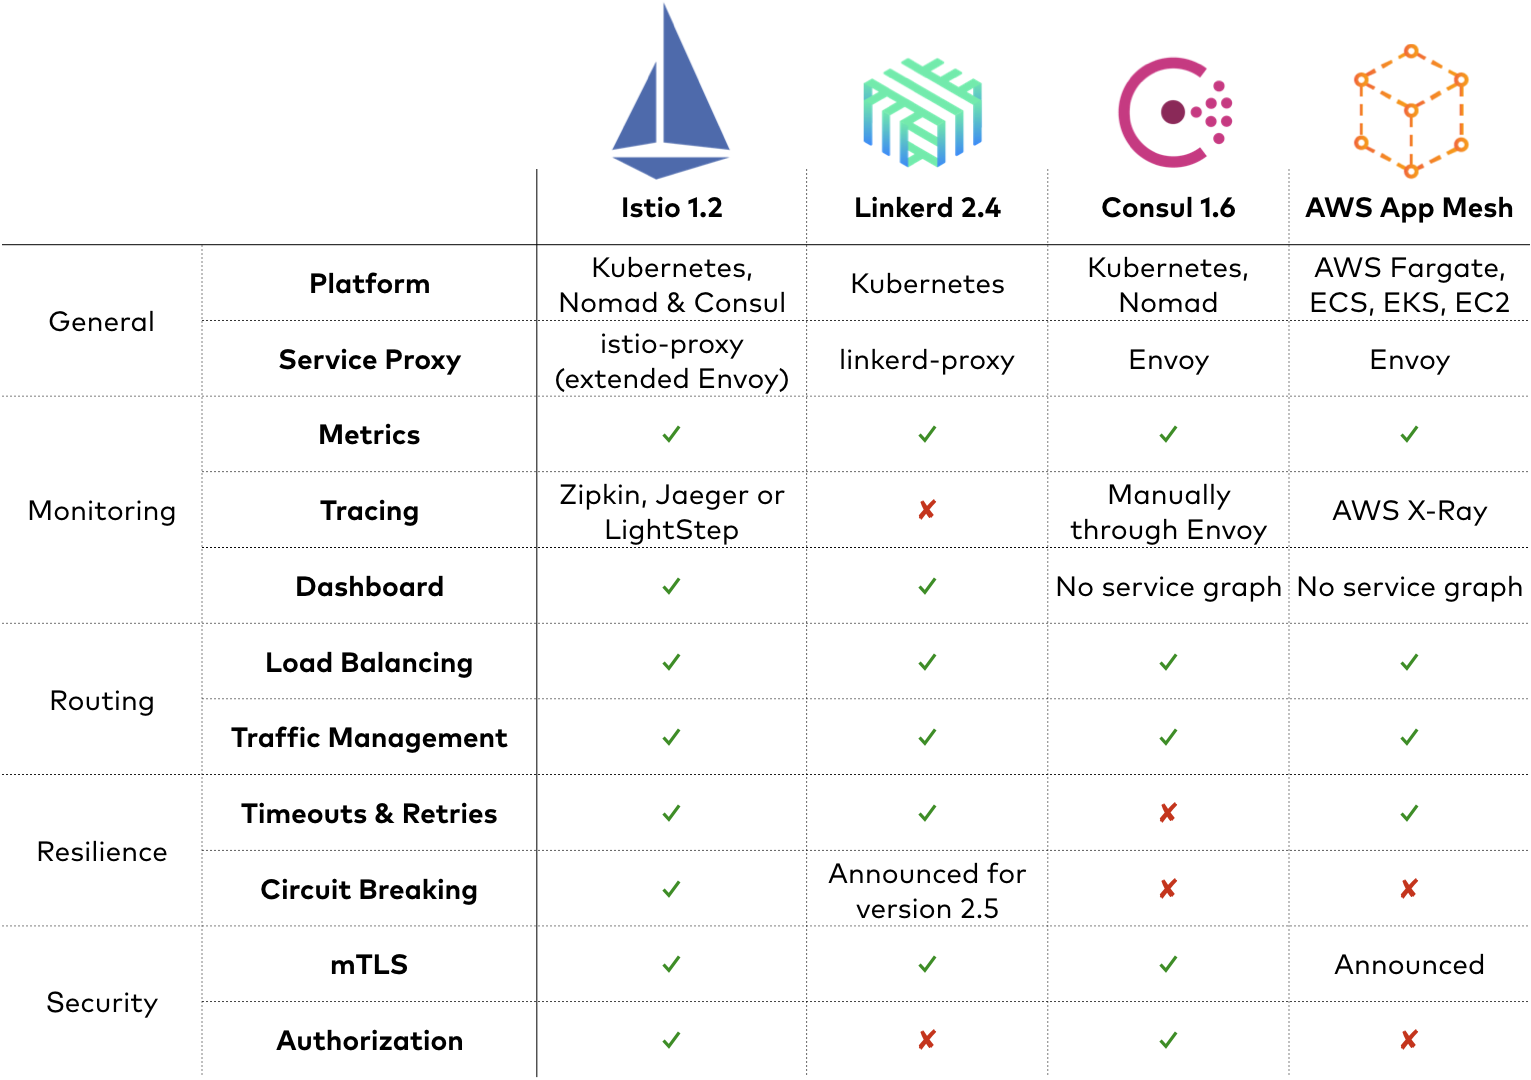 Istio 1.2 Linkerd 2.4 Consul 1.6 AWS App Mesh
General
Platform
Kubernetes,
Nomad & Consul
Kubernetes
Kubernetes,
Nomad
AWS Fargate,
ECS, EKS, EC2
Service Proxy
istio-proxy
(extended Envoy)
linkerd-proxy
Envoy
Envoy
Monitoring
Metrics
✓ ✓ ✓ ✓
Tracing
Zipkin, Jaeger or
LightStep
✘
Manually
through Envoy
AWS X-Ray
Dashboard
✓ ✓ No service graph No service graph
Routing
Load Balancing
✓ ✓ ✓ ✓
Traffic Management
✓ ✓ ✓ ✓
Resilience
Timeouts & Retries
✓ ✓ ✘ ✓
Circuit Breaking
✓
Announced for
version 2.5
✘ ✘
Security
mTLS
✓ ✓ ✓ Announced
Authorization
✓ ✘ ✓ ✘